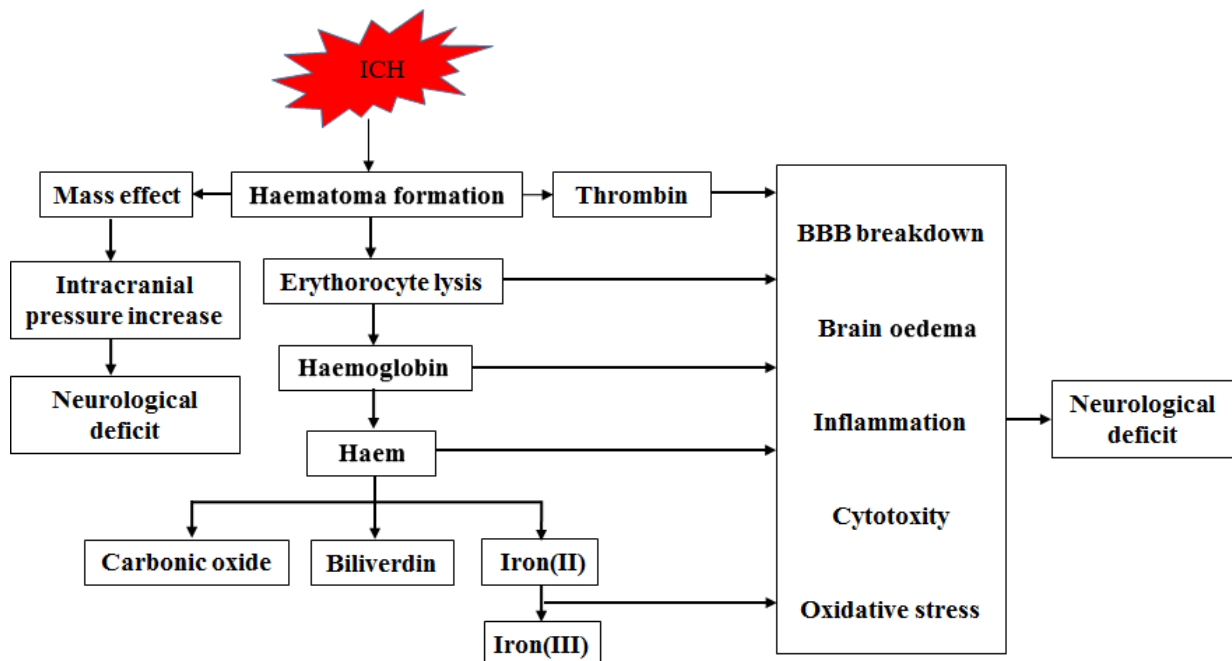 ICH
Mass effect
Haematoma formation
Thrombin
BBB breakdown
Intracranial
pressure increase
Erythorocyte lysis
Brain oedema
Haemoglobin
Neurological
deficit
Inflammation
Neurological
deficit
Haem
Cytotoxity
Carbonic oxide
Biliverdin
Iron(II)
Oxidative stress
Iron(III)